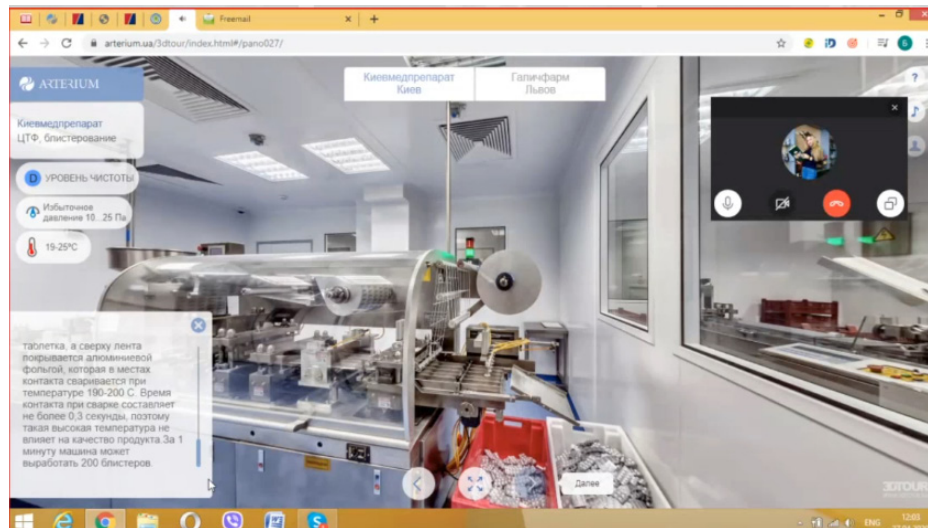 Freemail
arterium.ua/3dtour/index.html#/pano027/
ARTERIUM
Киевмедпрепарат
Киев
Галичфарм
Львов
Киевмедпрепарат
ЦТФ, блистерование
D УРОВЕНЬ ЧИСТОТЫ
Избыточное
давление 10.. 25 Па
19-25°C
таблетка, а сверху лента
покрывается алюминиевой
фольгой, которая в местах
контакта сваривается при
температуре 190-200 С. Время
контакта при сварке составляет
не более 0,3 секунды, поэтому
такая высокая температура не
влияет на качество продукта.За 1
минуту машина может
выработать 200 блистеров.
Далее
3DTOUR
ENG
12:03